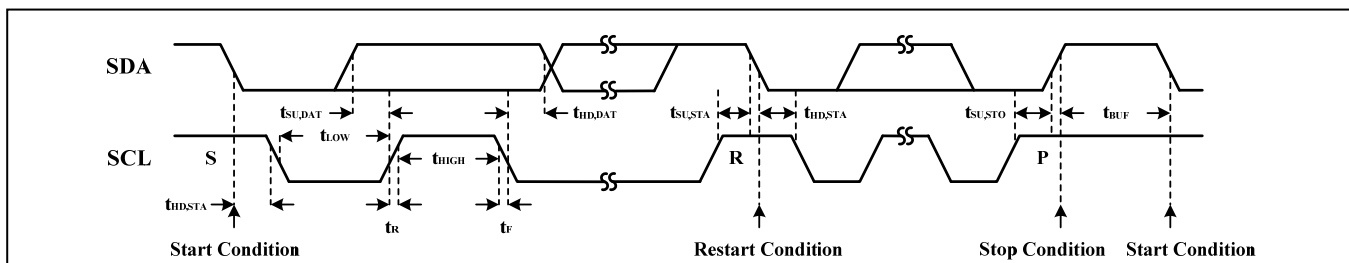 SDA
tSU,DAT tHD,DAT tSU,STA tHD,STA tSU,STO tBUF
tLOW
SCL S tHIGH R P
tHD,STA
tR tF
Start Condition Restart Condition Stop Condition Start Condition